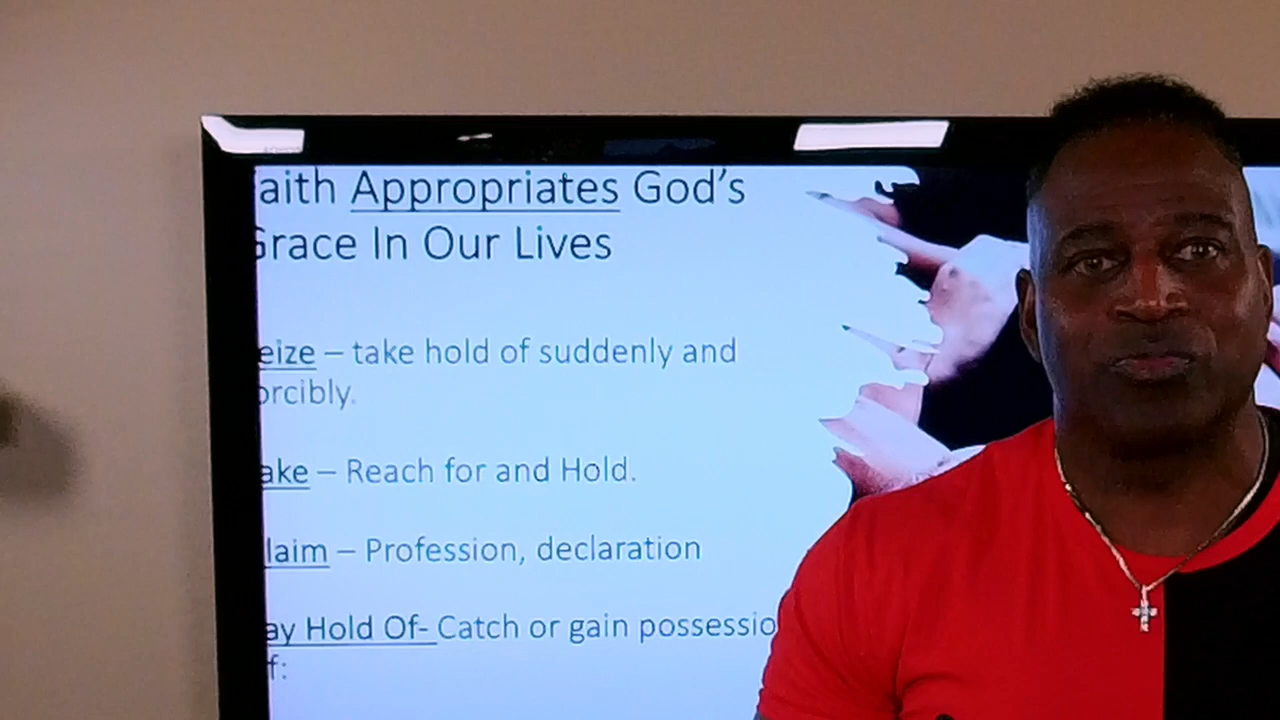 aith Appropriates God's
Grace In Our Lives
eize – take hold of suddenly and
orcibly.
ake – Reach for and Hold.
laim – Profession, declaration
ay Hold Of- Catch or gain possessio
f: